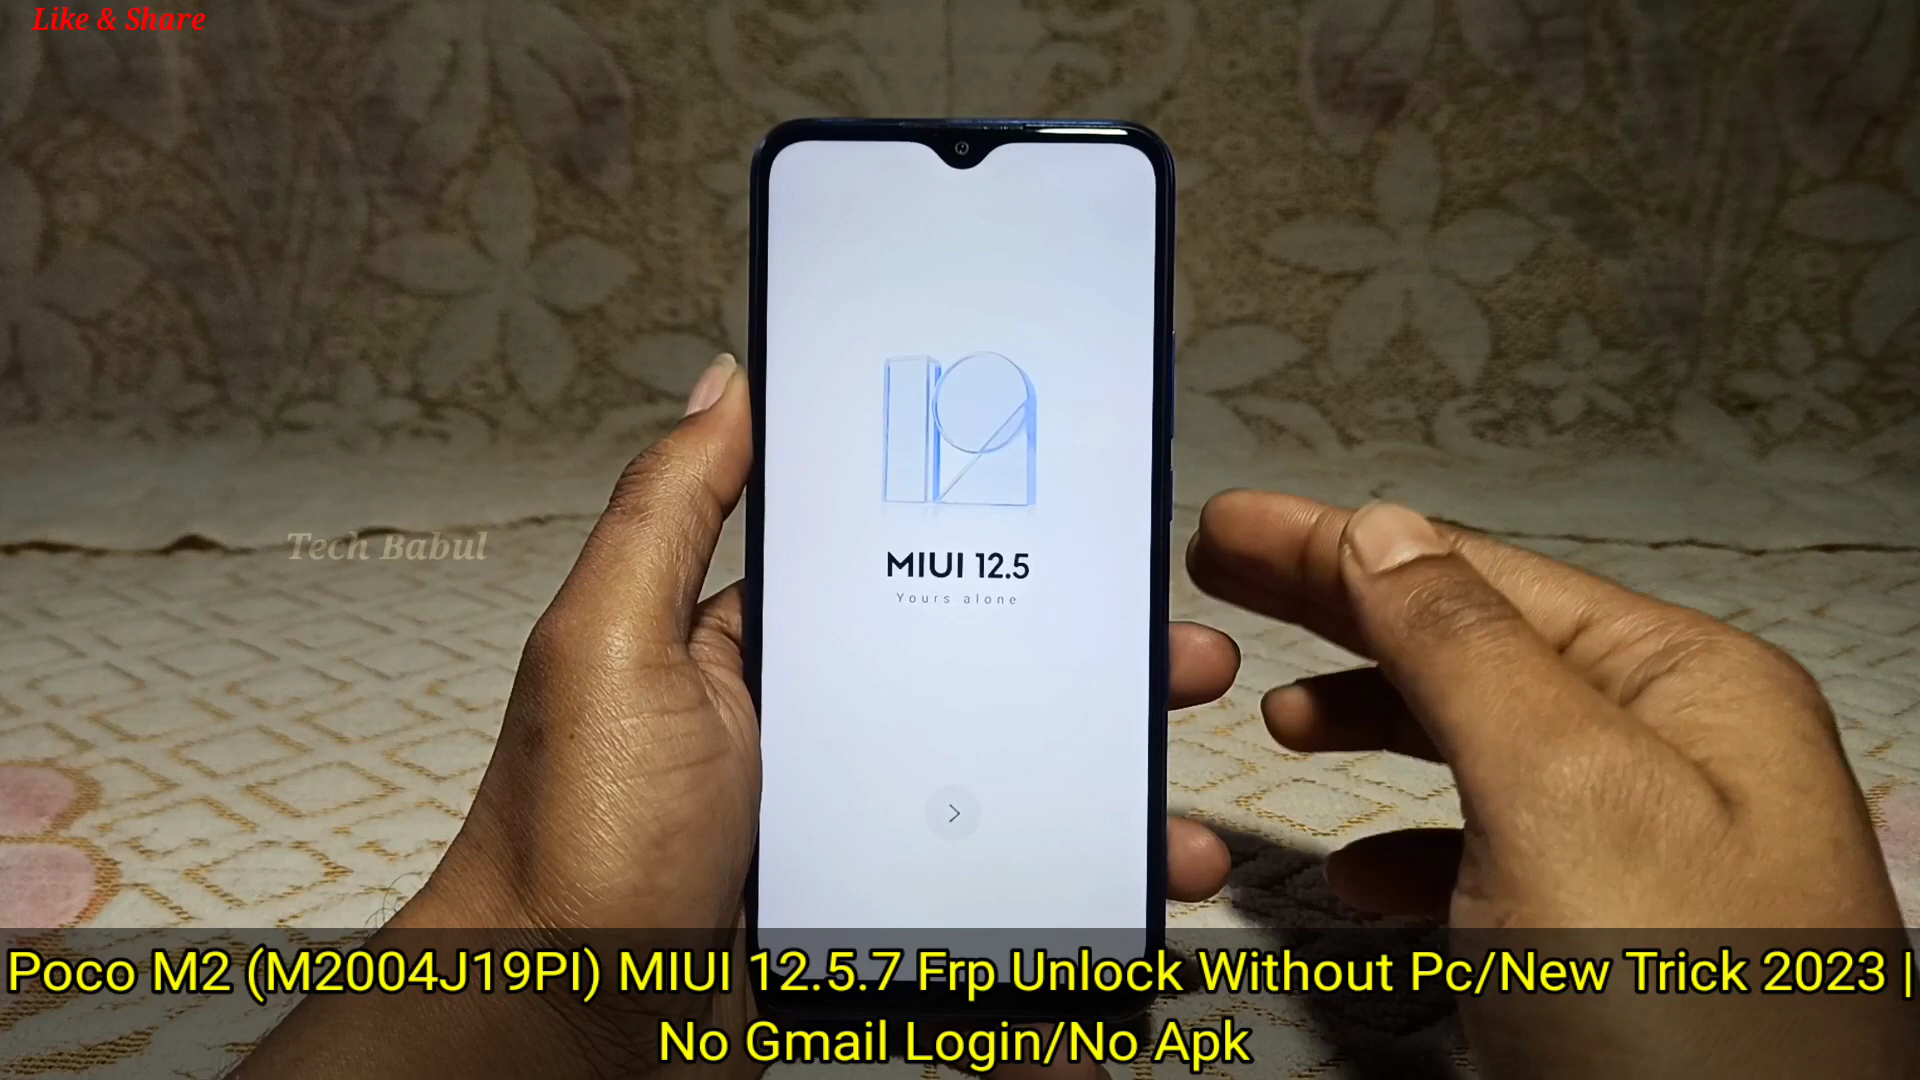 Like & Share
MIUI 12.5
Yours alone
Tech Babul
Poco M2 (M2004J19PI) MIUI 12.5.7 Frp Unlock Without Pc/New Trick 2023 |
No Gmail Login/No Apk